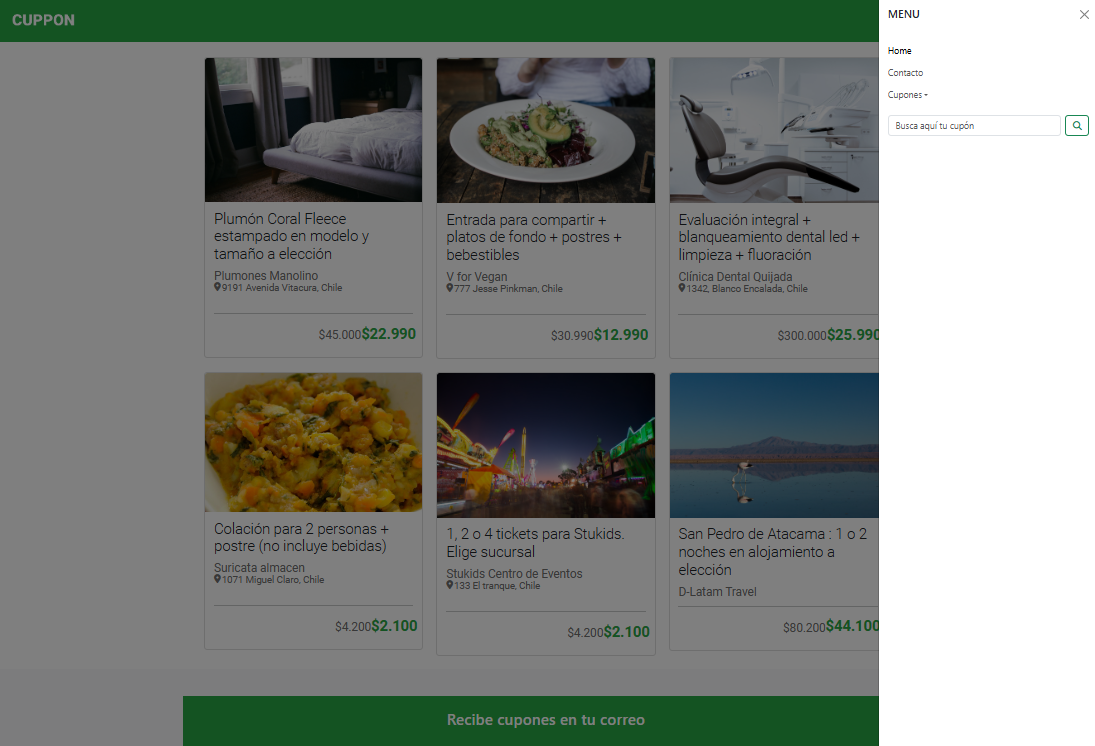 CUPPON
MENU
Home
Contacto
Cupones
Busca aquí tu cupón
Plumón Coral Fleece
estampado en modelo y
tamaño a elección
Plumones Manolino
9191 Avenida Vitacura, Chile
$45.000$22.990
Entrada para compartir +
platos de fondo + postres +
bebestibles
V for Vegan
777 Jesse Pinkman, Chile
$30.990$12.990
Evaluación integral +
blanqueamiento dental led +
limpieza + fluoración
Clínica Dental Quijada
1342, Blanco Encalada, Chile
$300.000$25.990
Colación para 2 personas +
postre (no incluye bebidas)
Suricata almacen
1071 Miguel Claro, Chile
$4.200$2.100
1, 2 o 4 tickets para Stukids.
Elige sucursal
Stukids Centro de Eventos
133 El tranque, Chile
$4.200$2.100
San Pedro de Atacama : 1 o 2
noches en alojamiento a
elección
D-Latam Travel
$80.200$44.100
Recibe cupones en tu correo